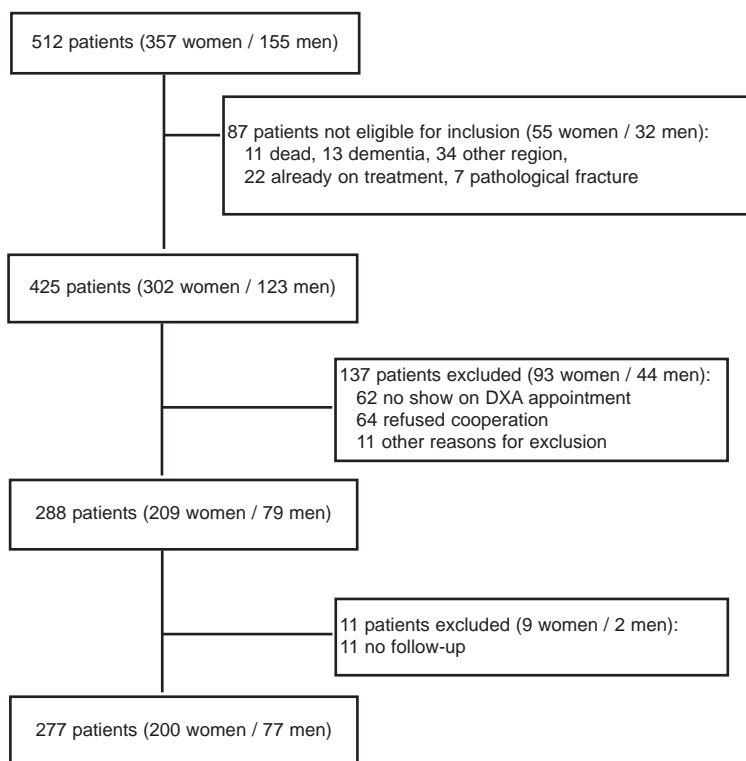 512 patients (357 women / 155 men)
87 patients not eligible for inclusion (55 women / 32 men):
11 dead, 13 dementia, 34 other region,
22 already on treatment, 7 pathological fracture
425 patients (302 women / 123 men)
137 patients excluded (93 women / 44 men):
62 no show on DXA appointment
64 refused cooperation
11 other reasons for exclusion
288 patients (209 women / 79 men)
11 patients excluded (9 women / 2 men):
11 no follow-up
277 patients (200 women / 77 men)